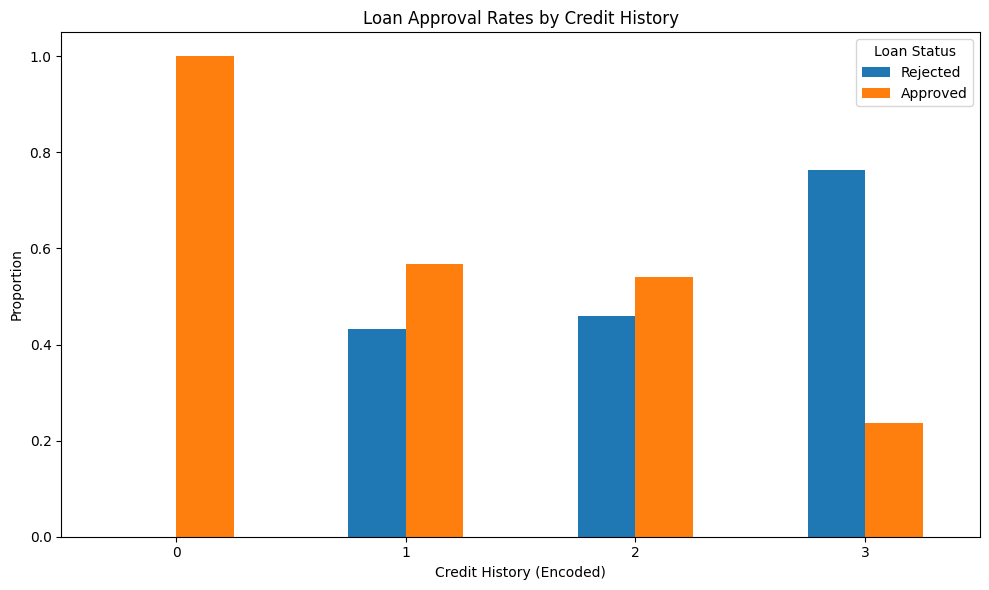 Loan Approval Rates by Credit History
Loan Status
Rejected
Approved
1.0
0.8
0.6
0.4
0.2
0.0
Proportion
0 1 2 3
Credit History (Encoded)